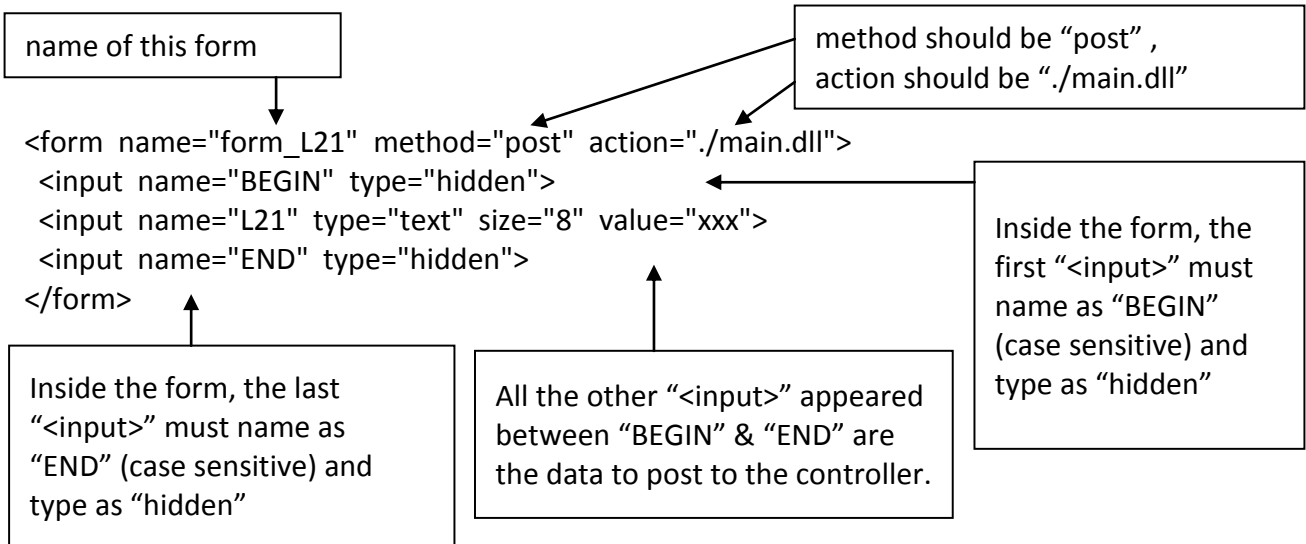 name of this form
method should be “post” ,
action should be “./main.dll”
<form name="form_L21" method="post" action="./main.dll">
<input name="BEGIN" type="hidden">
<input name="L21" type="text" size="8" value="xxx">
<input name="END" type="hidden">
</form>
Inside the form, the
first “<input>” must
name as “BEGIN”
(case sensitive) and
type as “hidden”
Inside the form, the last
“<input>” must name as
“END” (case sensitive) and
type as “hidden”
All the other “<input>” appeared
between “BEGIN” & “END” are
the data to post to the controller.